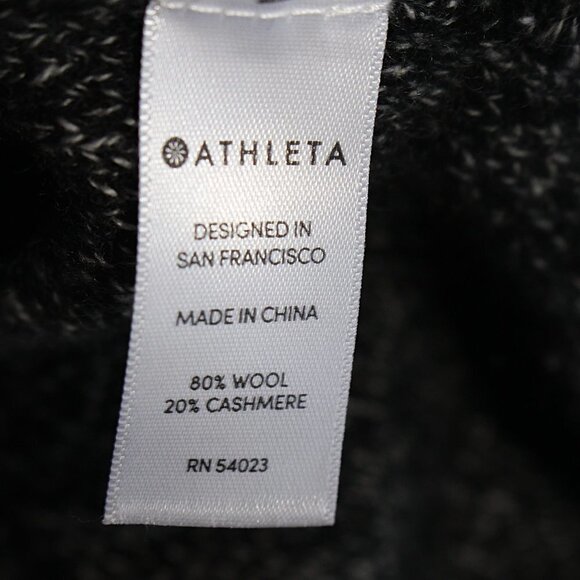 ATHLETA
DESIGNED IN
SAN FRANCISCO
MADE IN CHINA
80% WOOL
20% CASHMERE
RN 54023